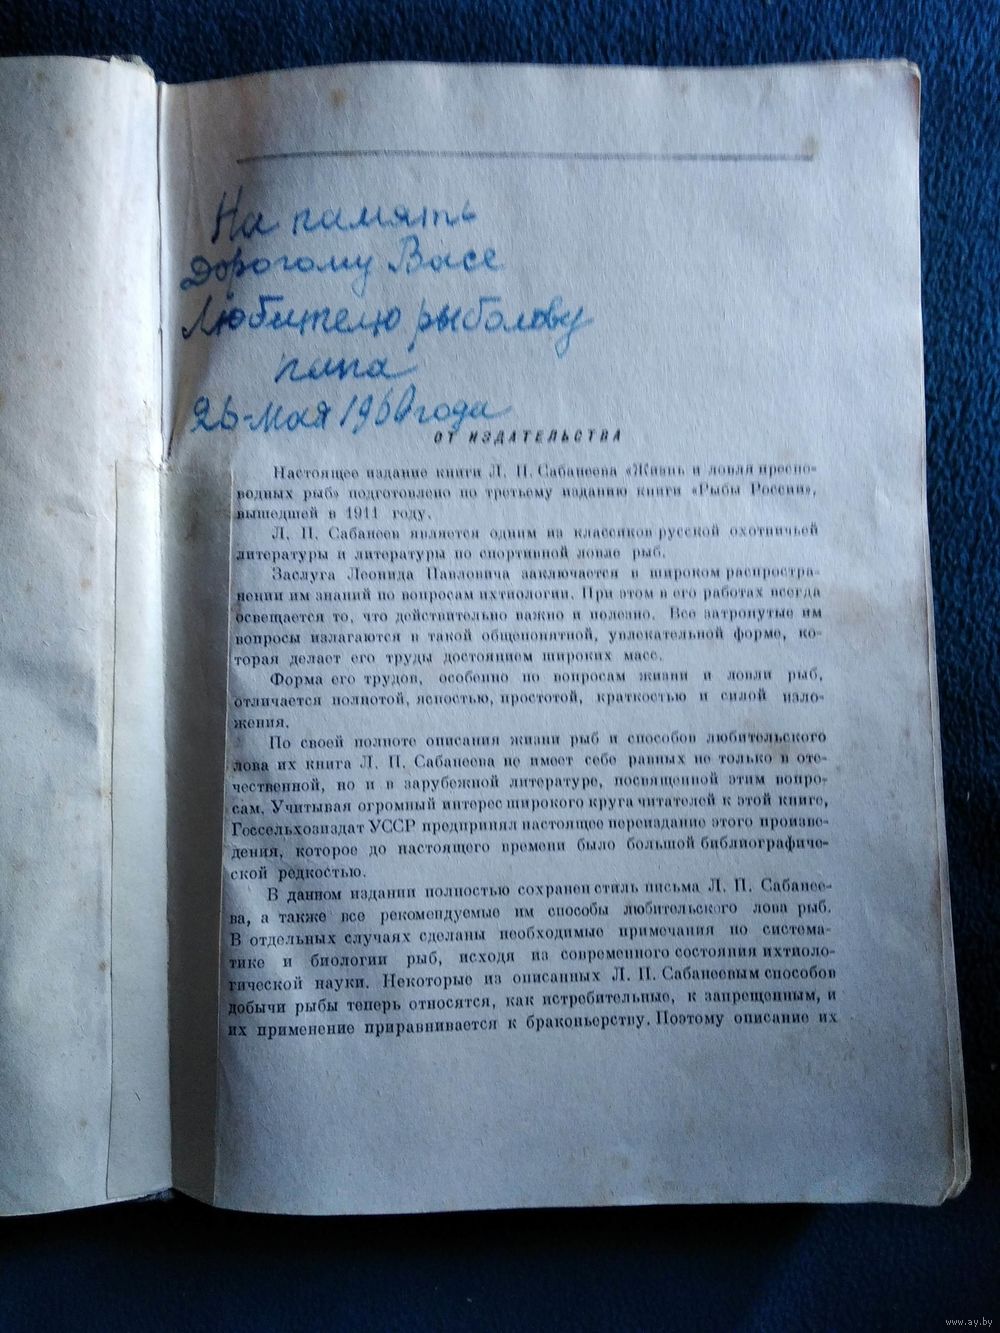 На память
Дорогому Васе
Любителю рыболову
папа
26-мая 1960 года
ОТ ИЗДАТЕЛЬСТВА
Настоящее издание книги Л. П. Сабанеева «Жизнь и ловля пресно-
водных рыб» подготовлено по третьему изданию книги «Рыбы России»,
вышедшей в 1911 году.
Л. П. Сабанеев является одним из классиков русской охотничьей
литературы и литературы по спортивной ловле рыб.
Заслуга Леонида Павловича заключается в широком распростра-
нении им знаний по вопросам ихтиологии. При этом в его работах всегда
освещается то, что действительно важно и полезно. Все затронутые им
вопросы излагаются в такой общепонятной, увлекательной форме, ко-
торая делает его труды достоянием широких масс.
Форма его трудов, особенно по вопросам жизни и ловли рыб,
отличается полнотой, ясностью, простотой, краткостью и силой изло-
жения.
По своей полноте описания жизни рыб и способов любительского
лова их книга Л. П. Сабанеева не имеет себе равных не только в оте-
чественной, но и в зарубежной литературе, посвященной этим вопро-
сам. Учитывая огромный интерес широкого круга читателей к этой книге,
Госсельхозиздат УССР предпринял настоящее переиздание этого произве-
дения, которое до настоящего времени было большой библиографиче-
ской редкостью.
В данном издании полностью сохранен стиль письма Л. П. Сабанее-
ва, а также все рекомендуемые им способы любительского лова рыб.
В отдельных случаях сделаны необходимые примечания по система-
тике и биологии рыб, исходя из современного состояния ихтиоло-
гической науки. Некоторые из описанных Л. П. Сабанеевым способов
добычи рыбы теперь относятся, как истребительные, к запрещенным, и
их применение приравнивается к браконьерству. Поэтому описание их
www.ay.by